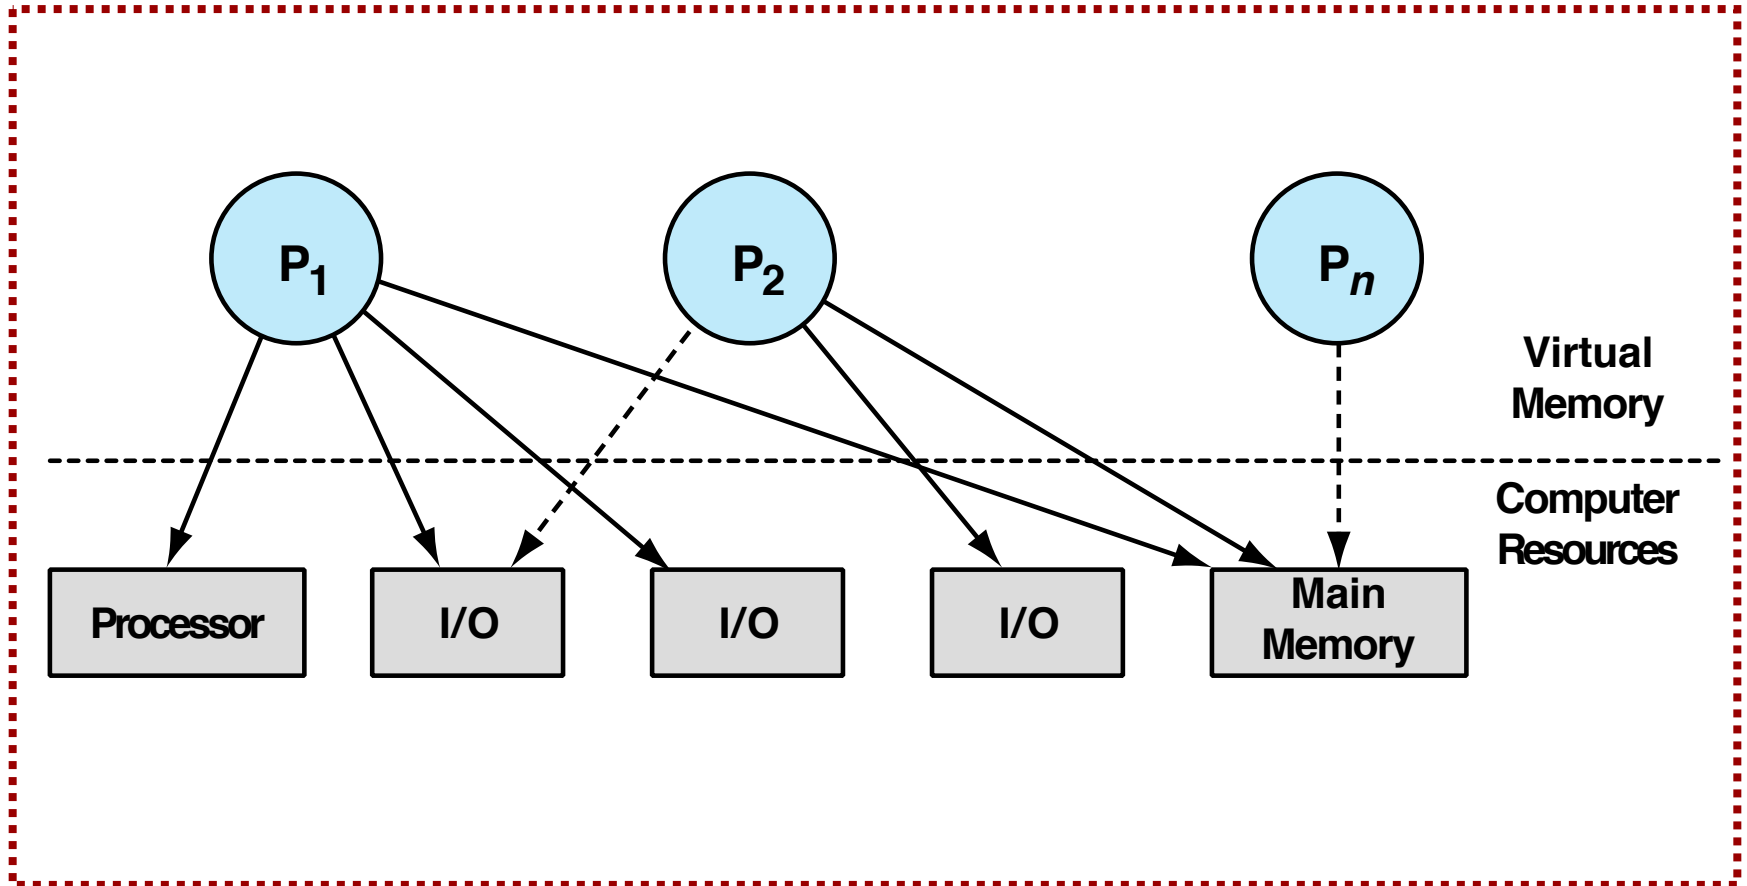 P1
P2
Pn
Virtual
Memory
Computer
Resources
Processor
I/O
I/O
I/O
Main
Memory